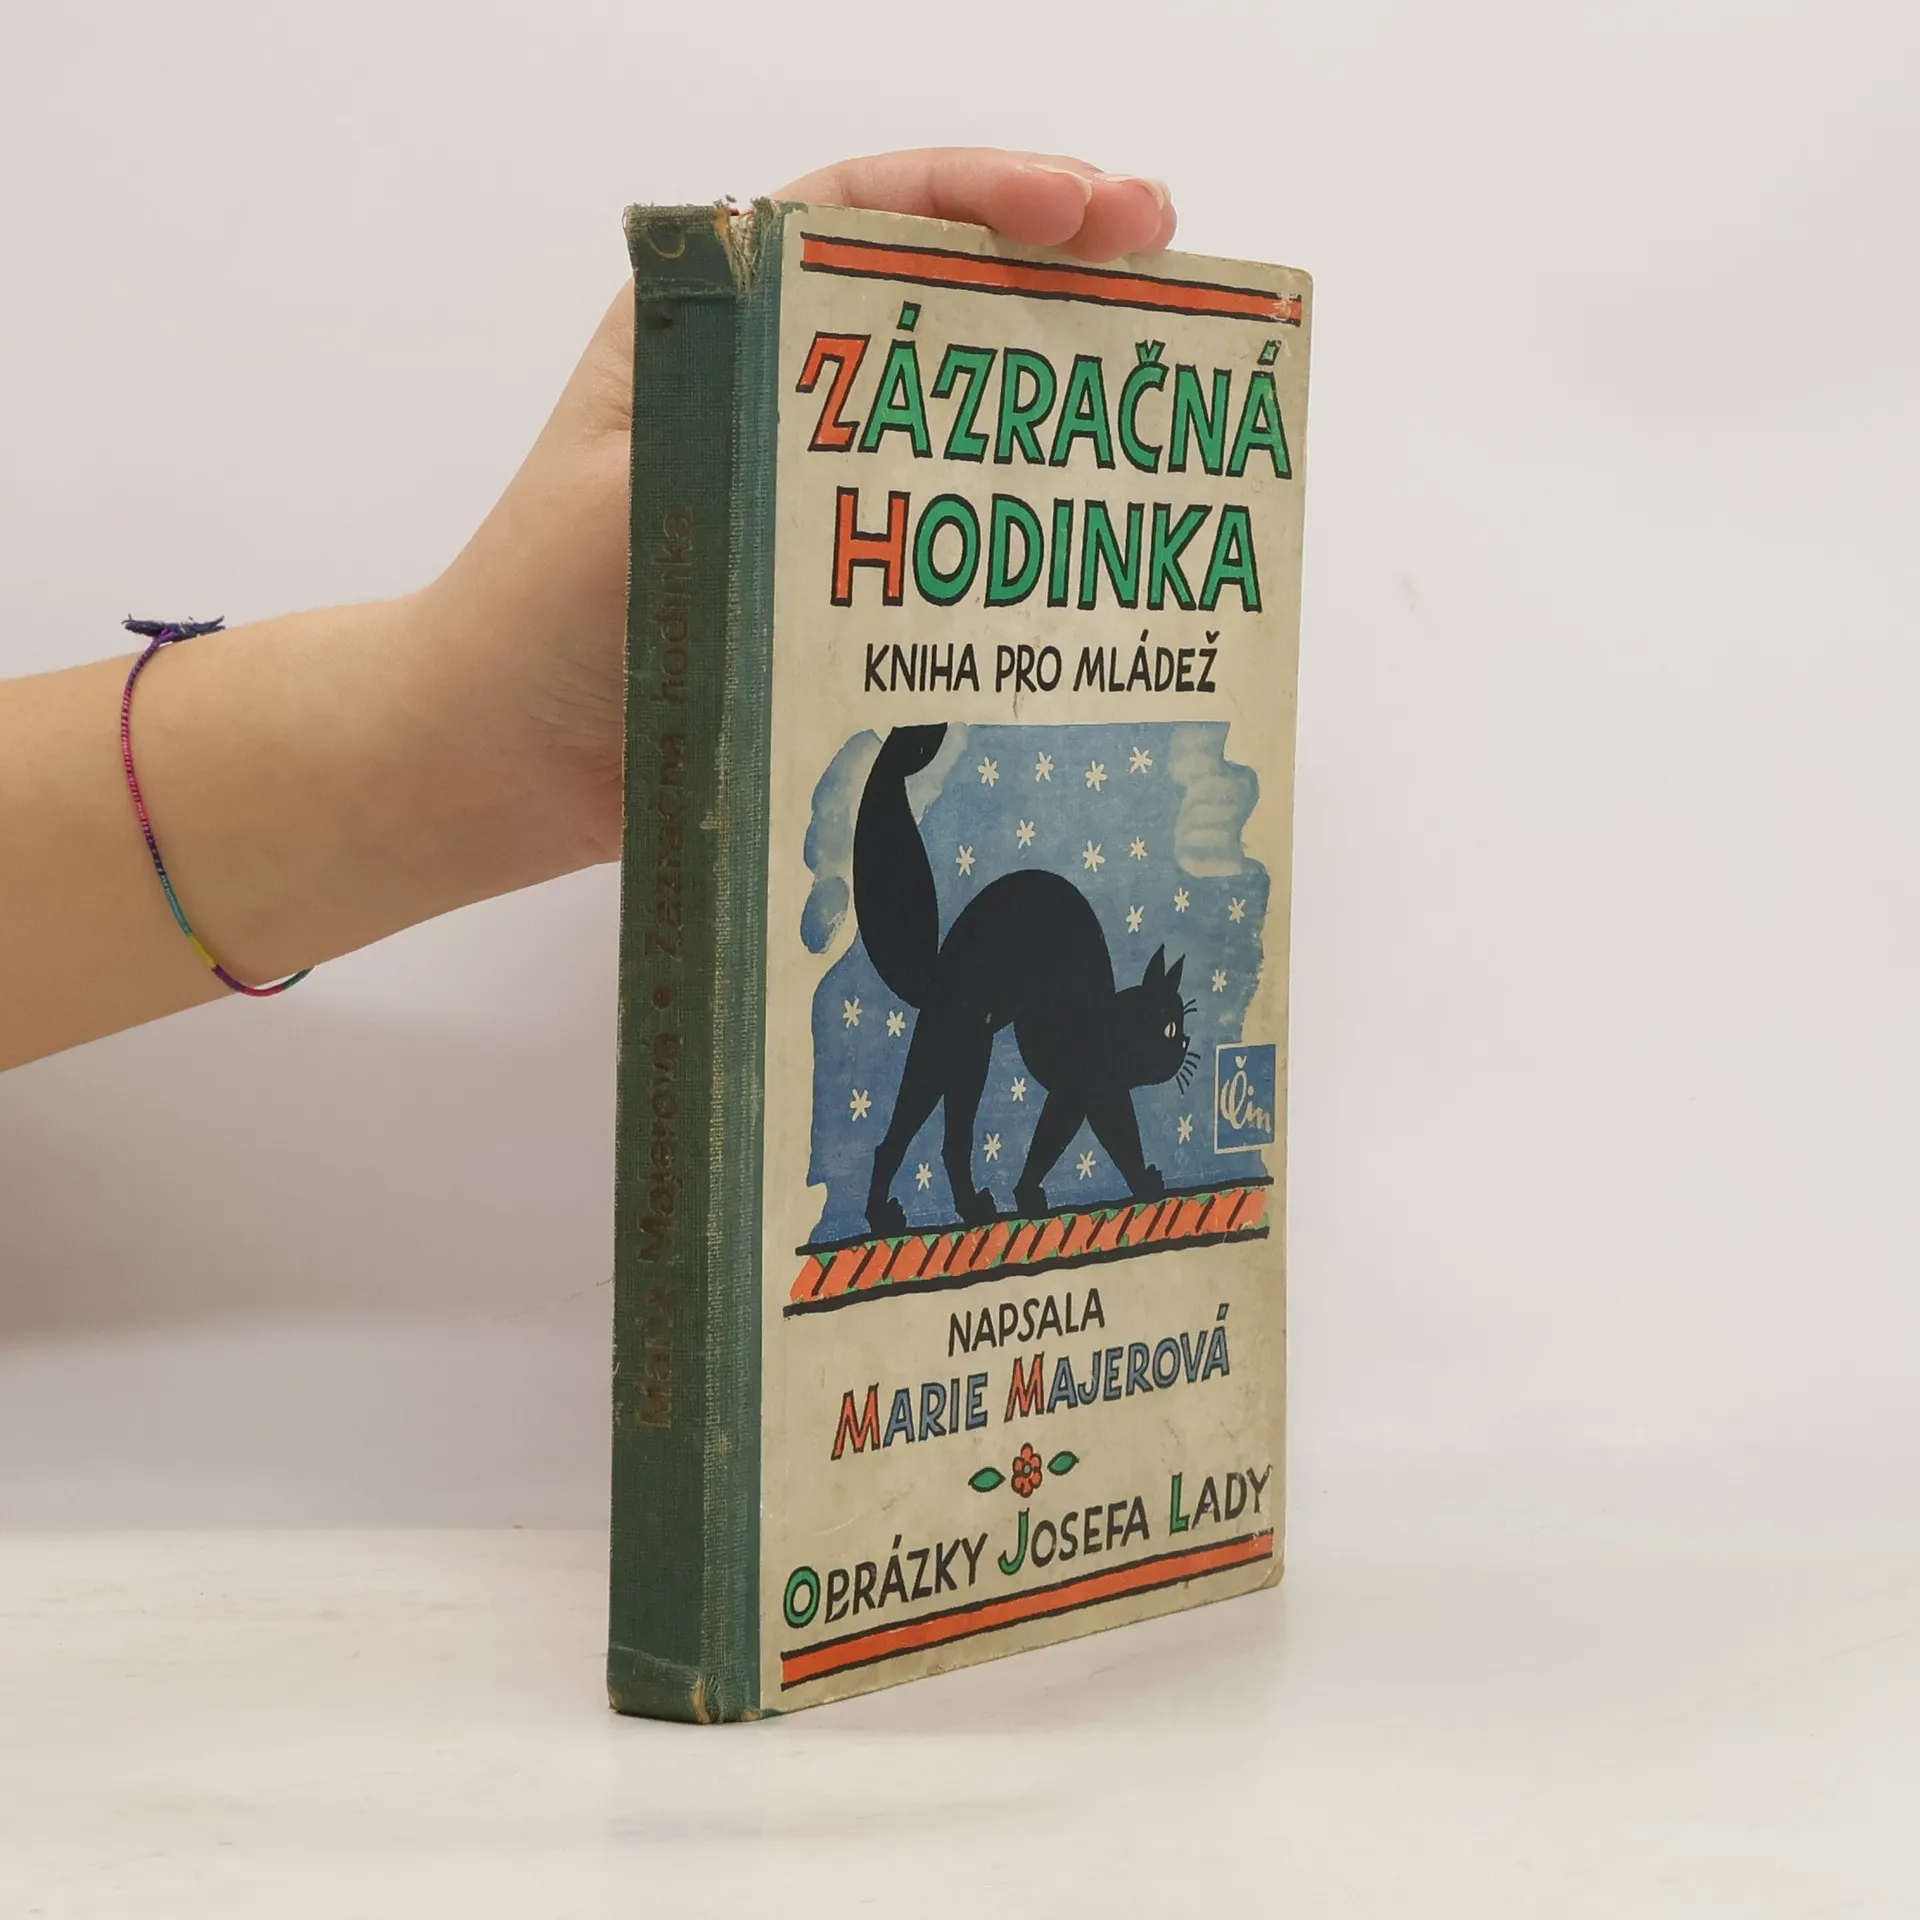 Marie Majerová • Zázračná hodinka
ZÁZRAČNÁ
HODINKA
KNIHA PRO MLÁDEŽ
Čin
NAPSALA
MARIE MAJEROVÁ
OBRÁZKY JOSEFA LADY